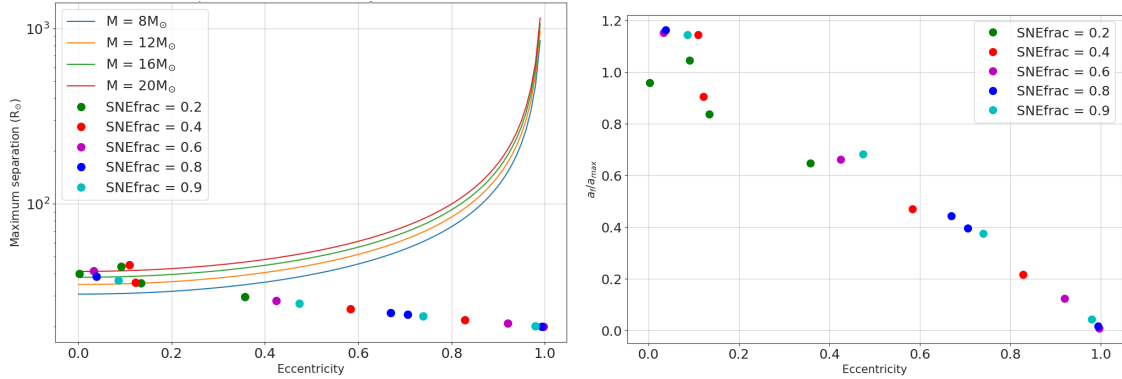 Maximum separation (R⊙)
10³
10²
M = 8M⊙
M = 12M⊙
M = 16M⊙
M = 20M⊙
SNEfrac = 0.2
SNEfrac = 0.4
SNEfrac = 0.6
SNEfrac = 0.8
SNEfrac = 0.9
0.0 0.2 0.4 0.6 0.8 1.0
Eccentricity
a_f/a_max
1.4
1.2
1.0
0.8
0.6
0.4
0.2
0.0
SNEfrac = 0.2
SNEfrac = 0.4
SNEfrac = 0.6
SNEfrac = 0.8
SNEfrac = 0.9
0.0 0.2 0.4 0.6 0.8 1.0
Eccentricity